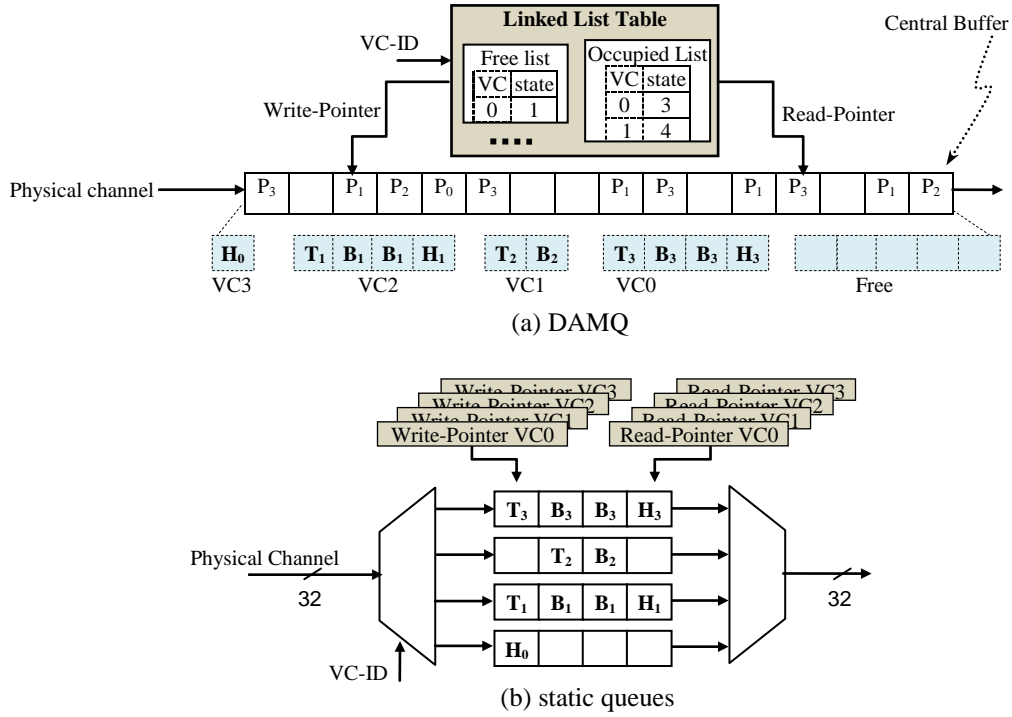 Linked List Table
Central Buffer
VC-ID
Free list
Occupied List
VC state
VC state
0 3
0 1
1 4
Write-Pointer
Read-Pointer
....
Physical channel
P3 P1 P2 P0 P3 P1 P3 P1 P3 P1 P2
H0 T1 B1 B1 H1 T2 B2 T3 B3 B3 H3
VC3 VC2 VC1 VC0 Free
(a) DAMQ
Write-Pointer VC3 Read-Pointer VC3
Write-Pointer VC2 Read-Pointer VC2
Write-Pointer VC1 Read-Pointer VC1
Write-Pointer VC0 Read-Pointer VC0
T3 B3 B3 H3
Physical Channel
T2 B2
32 32
T1 B1 B1 H1
H0
VC-ID
(b) static queues